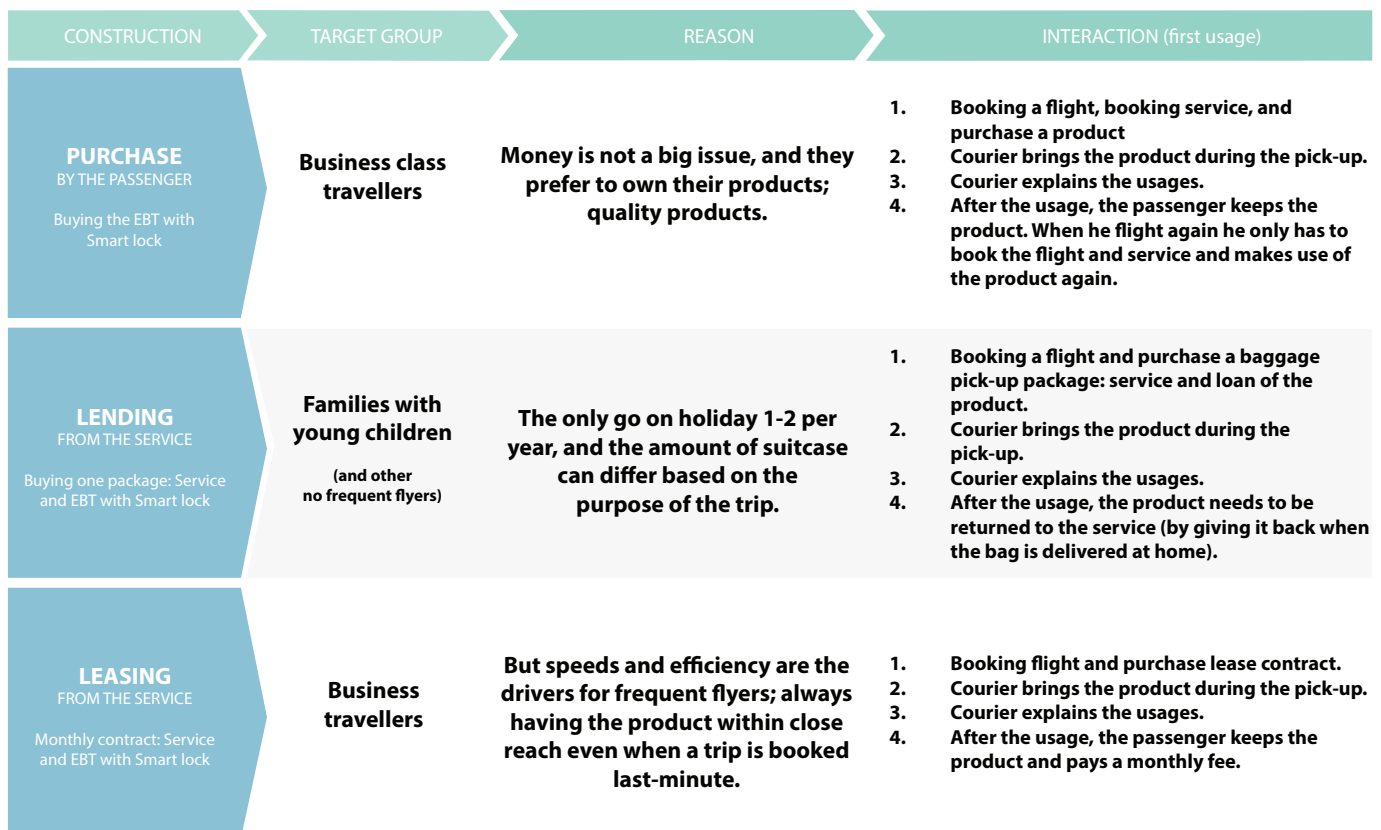 CONSTRUCTION
TARGET GROUP
REASON
INTERACTION (first usage)
PURCHASE
BY THE PASSENGER
Buying the EBT with
Smart lock
Business class
travellers
Money is not a big issue, and they
prefer to own their products;
quality products.
1. Booking a flight, booking service, and
purchase a product
2. Courier brings the product during the pick-up.
3. Courier explains the usages.
4. After the usage, the passenger keeps the
product. When he flight again he only has to
book the flight and service and makes use of
the product again.
LENDING
FROM THE SERVICE
Buying one package: Service
and EBT with Smart lock
Families with
young children
(and other
no frequent flyers)
The only go on holiday 1-2 per
year, and the amount of suitcase
can differ based on the
purpose of the trip.
1. Booking a flight and purchase a baggage
pick-up package: service and loan of the
product.
2. Courier brings the product during the
pick-up.
3. Courier explains the usages.
4. After the usage, the product needs to be
returned to the service (by giving it back when
the bag is delivered at home).
LEASING
FROM THE SERVICE
Monthly contract: Service
and EBT with Smart lock
Business
travellers
But speeds and efficiency are the
drivers for frequent flyers; always
having the product within close
reach even when a trip is booked
last-minute.
1. Booking flight and purchase lease contract.
2. Courier brings the product during the pick-up.
3. Courier explains the usages.
4. After the usage, the passenger keeps the
product and pays a monthly fee.